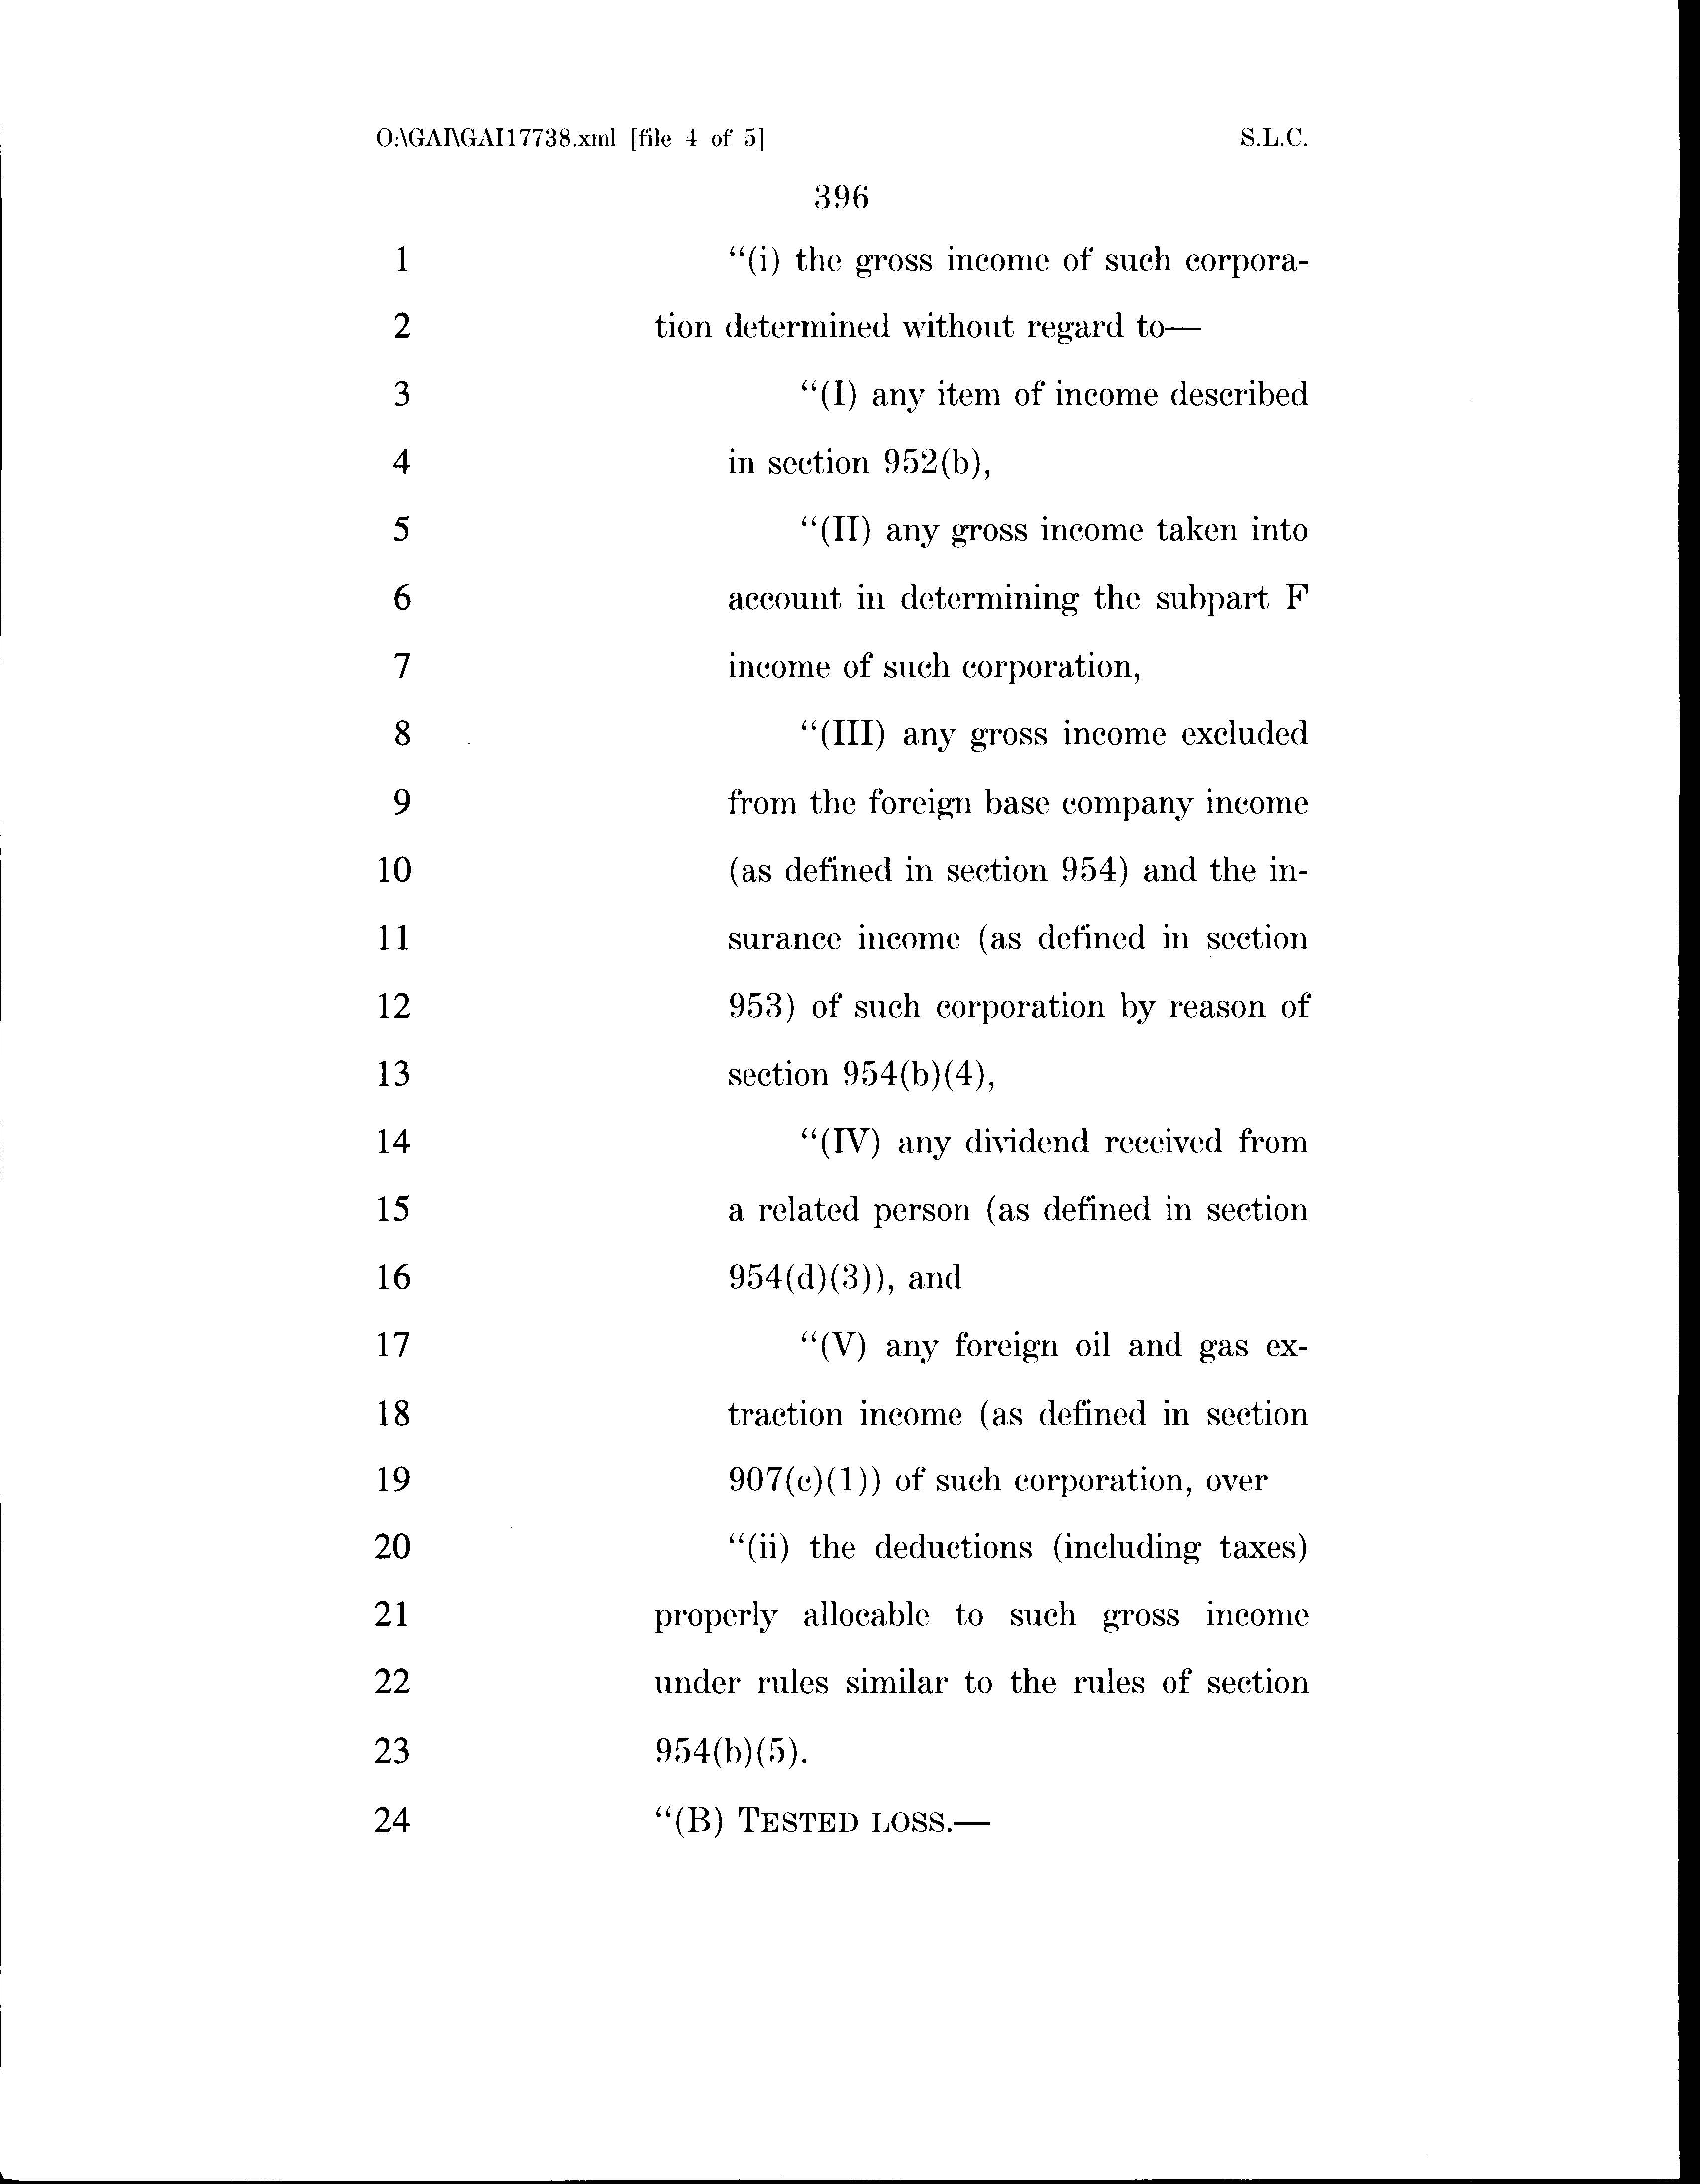 O:\GAI\GAI17738.xml [file 4 of 5] S.L.C.
396
1 “(i) the gross income of such corpora-
2 tion determined without regard to—
3 “(I) any item of income described
4 in section 952(b),
5 “(II) any gross income taken into
6 account in determining the subpart F
7 income of such corporation,
8 “(III) any gross income excluded
9 from the foreign base company income
10 (as defined in section 954) and the in-
11 surance income (as defined in section
12 953) of such corporation by reason of
13 section 954(b)(4),
14 “(IV) any dividend received from
15 a related person (as defined in section
16 954(d)(3)), and
17 “(V) any foreign oil and gas ex-
18 traction income (as defined in section
19 907(c)(1)) of such corporation, over
20 “(ii) the deductions (including taxes)
21 properly allocable to such gross income
22 under rules similar to the rules of section
23 954(b)(5).
24 “(B) TESTED LOSS.—